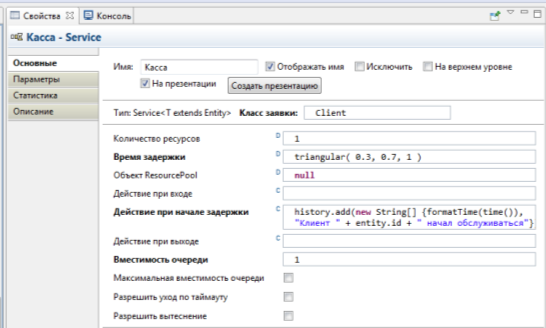 Свойства Консоль
Касса - Service
Основные
Параметры
Статистика
Описание
Имя: Касса Отображать имя Исключить На верхнем уровне
На презентации Создать презентацию
Тип: Service<T extends Entity> Класс заявки: Client
Количество ресурсов D 1
Время задержки D triangular( 0.3, 0.7, 1 )
Объект ResourcePool D null
Действие при входе C
Действие при начале задержки C history.add(new String[] {formatTime(time()),
"Клиент " + entity.id + " начал обслуживаться"}
Действие при выходе C
Вместимость очереди 1
Максимальная вместимость очереди
Разрешить уход по таймауту
Разрешить вытеснение